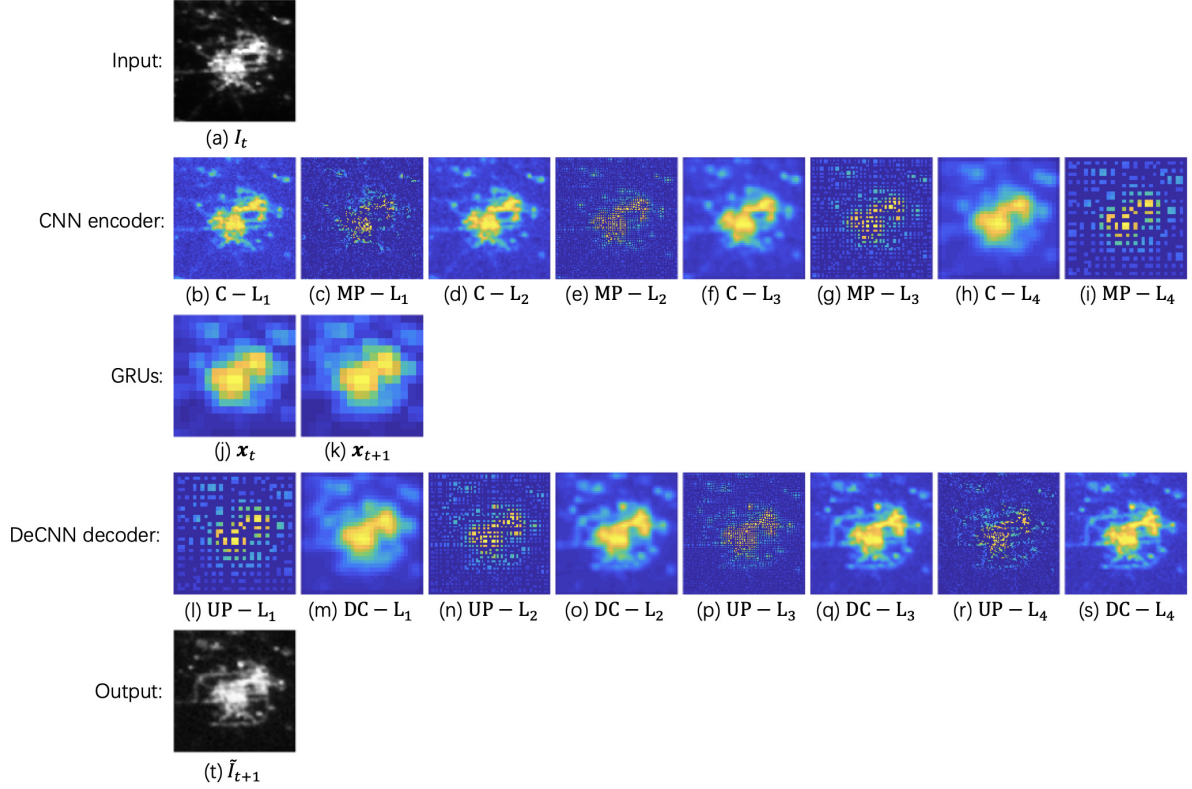 Input:
(a) I_t
CNN encoder:
(b) C − L₁ (c) MP − L₁ (d) C − L₂ (e) MP − L₂ (f) C − L₃ (g) MP − L₃ (h) C − L₄ (i) MP − L₄
GRUs:
(j) x_t (k) x_{t+1}
DeCNN decoder:
(l) UP − L₁ (m) DC − L₁ (n) UP − L₂ (o) DC − L₂ (p) UP − L₃ (q) DC − L₃ (r) UP − L₄ (s) DC − L₄
Output:
(t) Ĩ_{t+1}